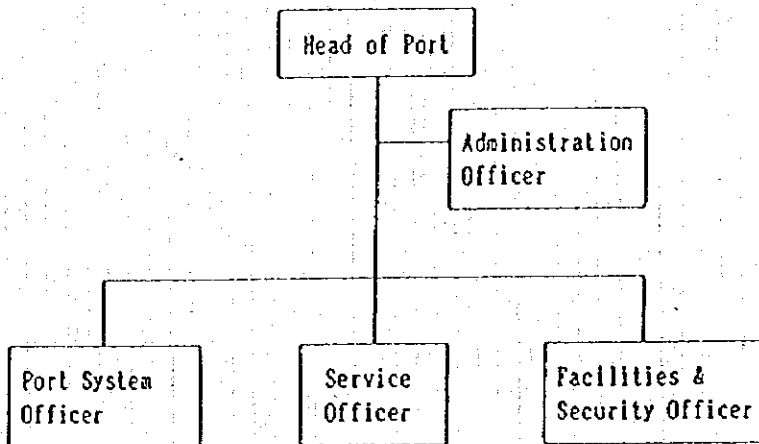 Head of Port
Administration
Officer
Port System
Officer
Service
Officer
Facilities &
Security Officer